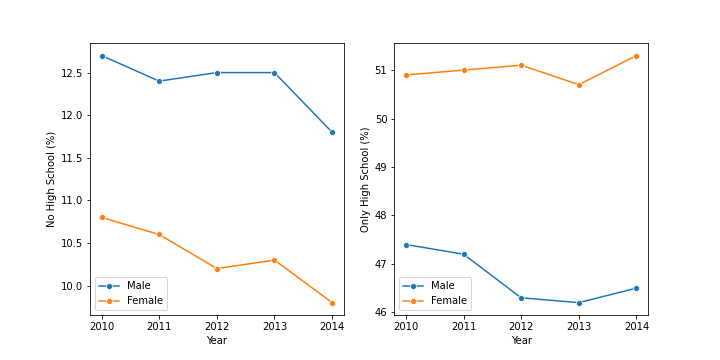 No High School (%)
12.5
12.0
11.5
11.0
10.5
10.0
2010 2011 2012 2013 2014
Year
Male
Female
Only High School (%)
51
50
49
48
47
46
2010 2011 2012 2013 2014
Year
Male
Female